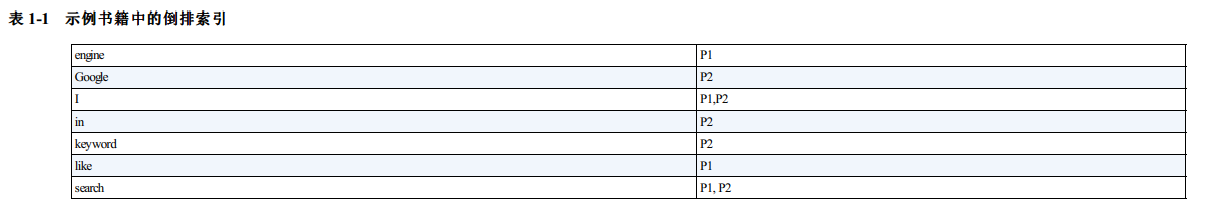 表 1-1 示例书籍中的倒排索引
engine P1
Google P2
I P1,P2
in P2
keyword P2
like P1
search P1, P2